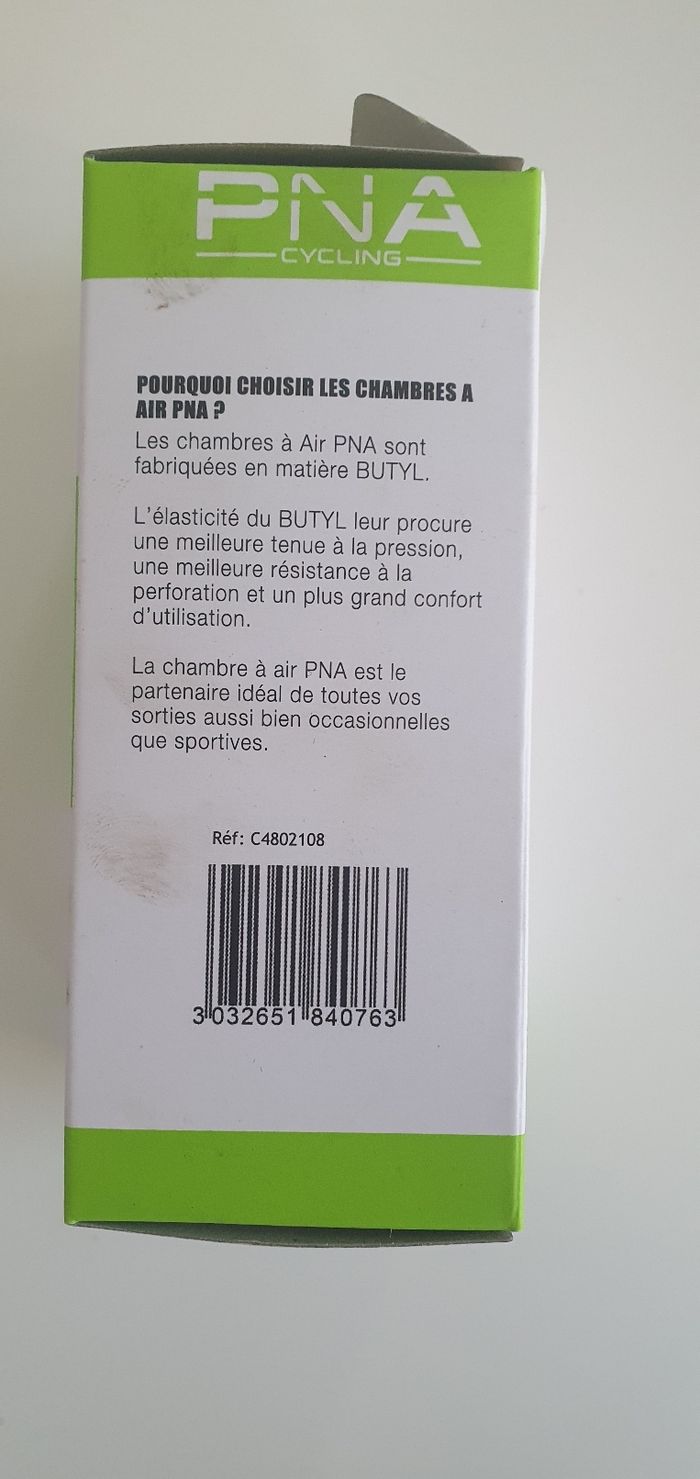 PNA
CYCLING
POURQUOI CHOISIR LES CHAMBRES A
AIR PNA ?
Les chambres à Air PNA sont
fabriquées en matière BUTYL.
L'élasticité du BUTYL leur procure
une meilleure tenue à la pression,
une meilleure résistance à la
perforation et un plus grand confort
d'utilisation.
La chambre à air PNA est le
partenaire idéal de toutes vos
sorties aussi bien occasionnelles
que sportives.
Réf: C4802108
3 032651 840763